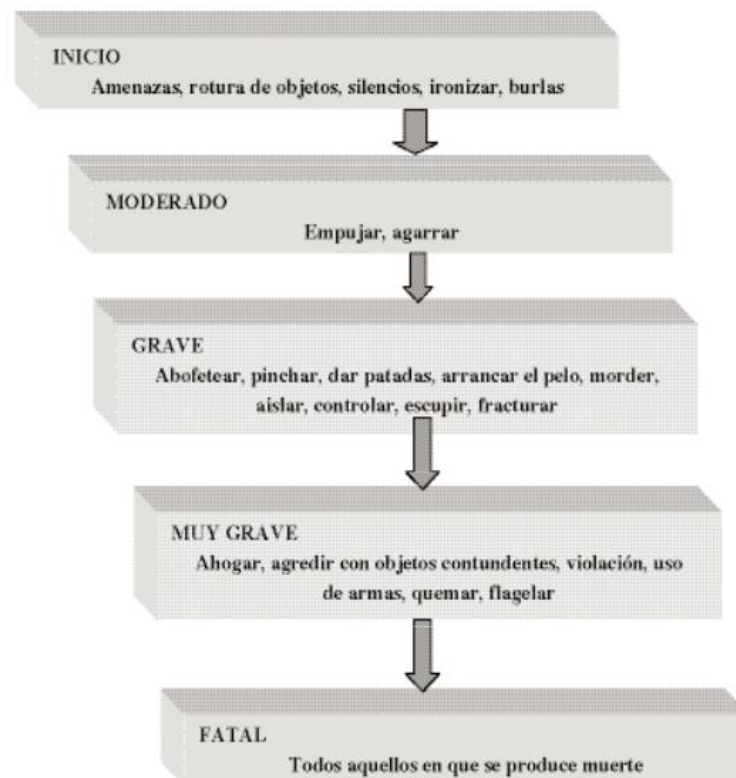 INICIO
Amenazas, rotura de objetos, silencios, ironizar, burlas
MODERADO
Empujar, agarrar
GRAVE
Abofetear, pinchar, dar patadas, arrancar el pelo, morder,
aislar, controlar, escupir, fracturar
MUY GRAVE
Ahogar, agredir con objetos contundentes, violación, uso
de armas, quemar, flagelar
FATAL
Todos aquellos en que se produce muerte